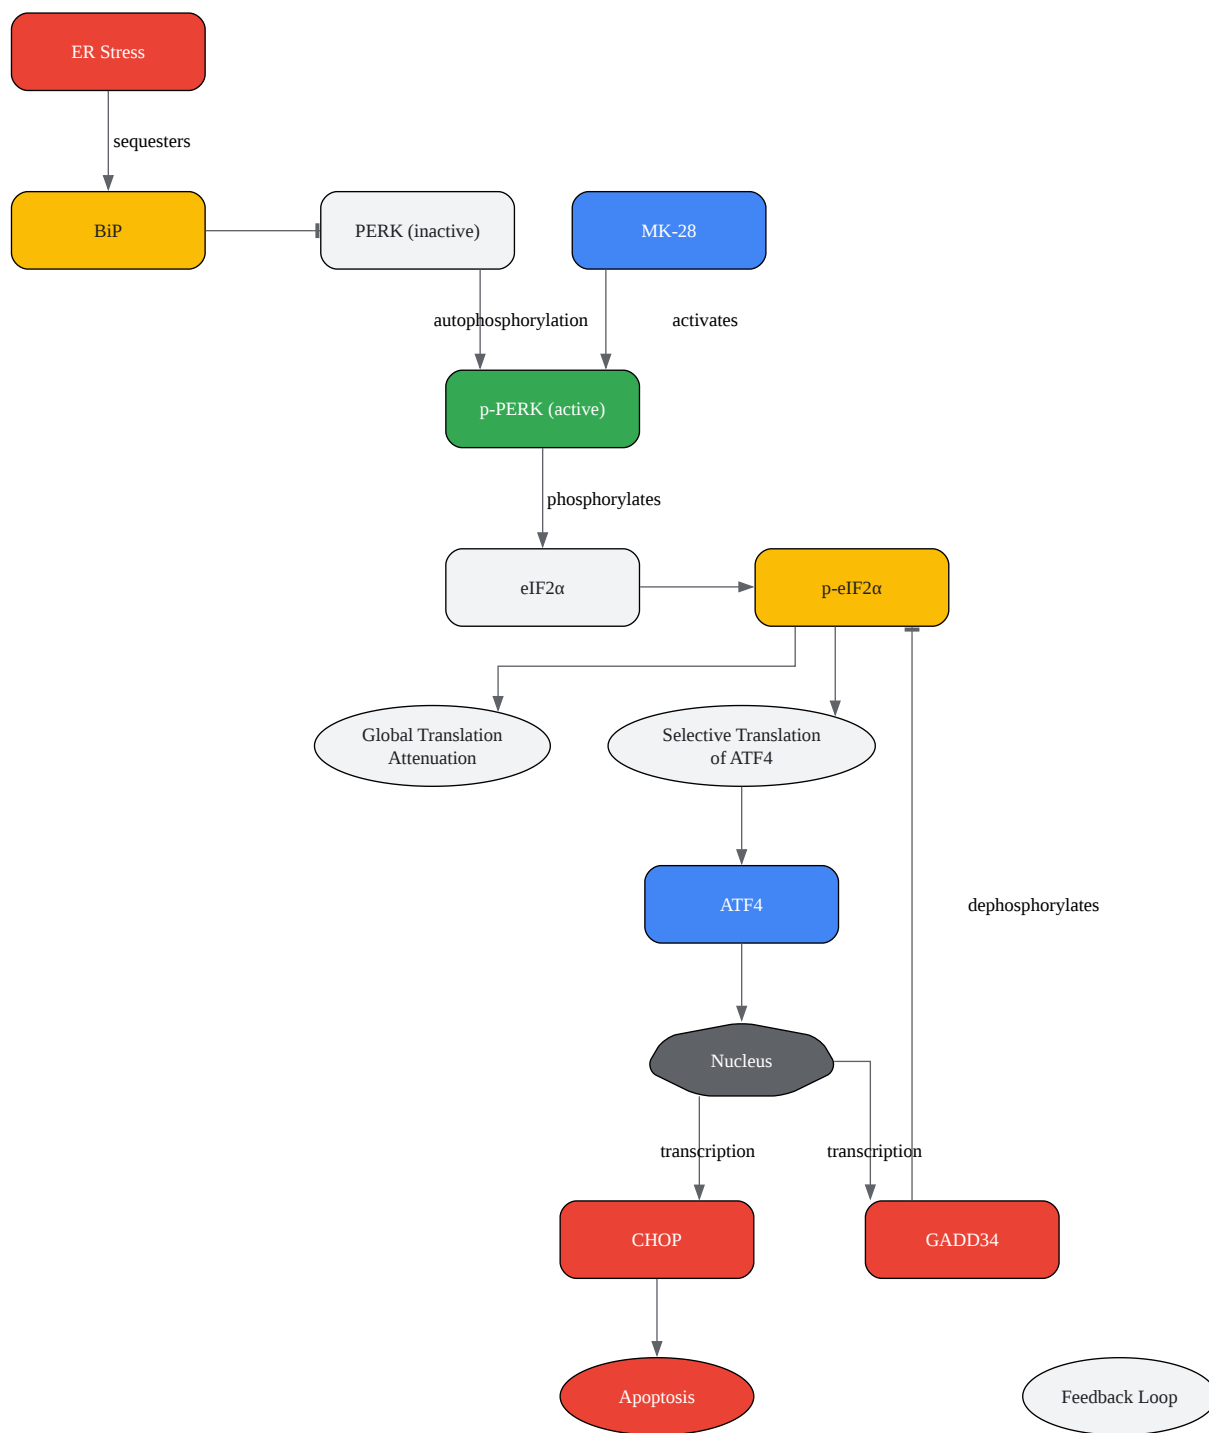 ER Stress
sequesters
BiP
PERK (inactive)
MK-28
autophosphorylation
activates
p-PERK (active)
phosphorylates
eIF2α
p-eIF2α
Global Translation
Attenuation
Selective Translation
of ATF4
ATF4
dephosphorylates
Nucleus
transcription
transcription
CHOP
GADD34
Apoptosis
Feedback Loop